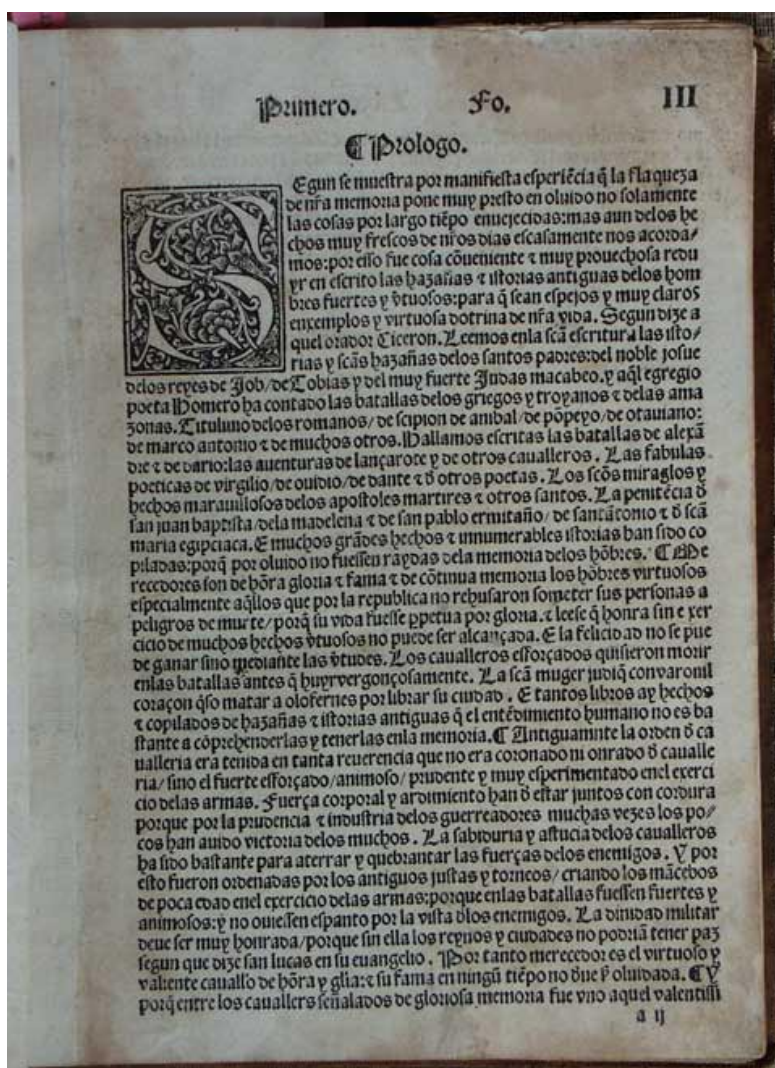 Primero. Fo. III
¶ Prologo.
SEgun se muestra por manifiesta esperiēcia q̄ la flaqueza
de nr̄a memoria pone muy presto en oluido no solamente
las cosas por largo tiēpo enuejecidas: mas aun delos he
chos muy frescos de nr̄os dias escasamente nos acorda/
mos: por esso fue cosa cōueniente ⁊ muy prouechosa redu
zyr en escrito las hazañas ⁊ istorias antiguas delos hom
bres fuertes y v̄tuosos: para q̄ sean espejos y muy claros
enxemplos y virtuosa dotrina de nr̄a vida. Segun dize a
quel orador Ciceron. Leemos enla scā escritura las isto/
rias y scās hazañas delos santos padres: del noble josue
delos reyes de Job/ de Tobias y del muy fuerte Judas macabeo. y aq̄l egregio
poeta Homero ha contado las batallas delos griegos y troyanos ⁊ delas ama
zonas. Tituliuio delos romanos/ de scipion de anibal/ de pōpeyo/ de otauiano:
de marco antonio ⁊ de muchos otros. Hallamos escritas las batallas de alexā
dre ⁊ de dario: las auenturas de lançarote y de otros caualleros. Las fabulas
poeticas de virgilio/ de ouidio/ de dante ⁊ d̄ otros poetas. Los scōs miraglos y
hechos marauillosos delos apostoles martires ⁊ otros santos. La penitēcia d̄
san juan baptista/ dela madelena ⁊ de san pablo ermitaño/ de santātonio ⁊ d̄ scā
maria egipciaca. E muchos grādes hechos ⁊ innumerables istorias han sido co
piladas: porq̄ por oluido no fuessen raydas dela memoria delos hōbres. ¶ Me
recedores son de hōra gloria ⁊ fama ⁊ de cōtinua memoria los hōbres virtuosos
especialmente aq̄llos que por la republica no rehusaron someter sus personas a
peligros de muerte/ porq̄ su vida fuesse ꝑpetua por gloria. ⁊ leese q̄ honra sin exer
cicio de muchos hechos v̄tuosos no puede ser alcançada. E la felicidad no se pue
de ganar sino mediante las v̄tudes. Los caualleros esforçados quisieron morir
enlas batallas antes q̄ huyr vergonçosamente. La scā muger judiq̄ con varonil
coraçon q̄so matar a olofernes por librar su ciudad. E tantos libros ay hechos
⁊ copilados de hazañas ⁊ istorias antiguas q̄ el entēdimiento humano no es ba
stante a cōprehenderlas y tenerlas enla memoria. ¶ Antiguamnte la orden d̄ ca
ualleria era tenida en tanta reuerencia que no era coronado ni onrado d̄ caualle
ria/ sino el fuerte esforçado/ animoso/ prudente y muy esperimentado enel exerci
cio delas armas. Fuerça corporal y ardimiento han d̄ estar juntos con cordura
porque por la prudencia ⁊ industria delos guerreadores muchas vezes los po/
cos han auido victoria delos muchos. La sabiduria y astucia delos caualleros
ha sido bastante para aterrar y quebrantar las fuerças delos enemigos. Y por
esto fueron ordenadas por los antiguos justas y torneos/ criando los mācebos
de poca edad enel exercicio delas armas: porque enlas batallas fuessen fuertes y
animosos: y no ouiessen espanto por la vista d̄los enemigos. La dinidad militar
deue ser muy honrada/ porque sin ella los reynos y ciudades no podriā tener paz
segun que dize san lucas en su euangelio. Por tanto merecedor es el virtuoso y
valiente cauallo de hōra y glīa: ⁊ su fama en ningū tiēpo no d̄ue ẜ oluidada. ¶ Y
porq̄ entre los cauallers señalados de gloriosa memoria fue vno aquel valentissi
a ij